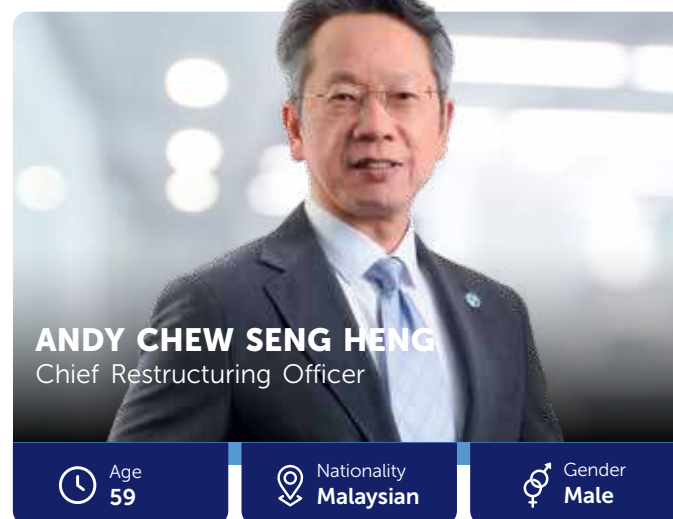 ANDY CHEW SENG HENG
Chief Restructuring Officer
Age
59
Nationality
Malaysian
Gender
Male